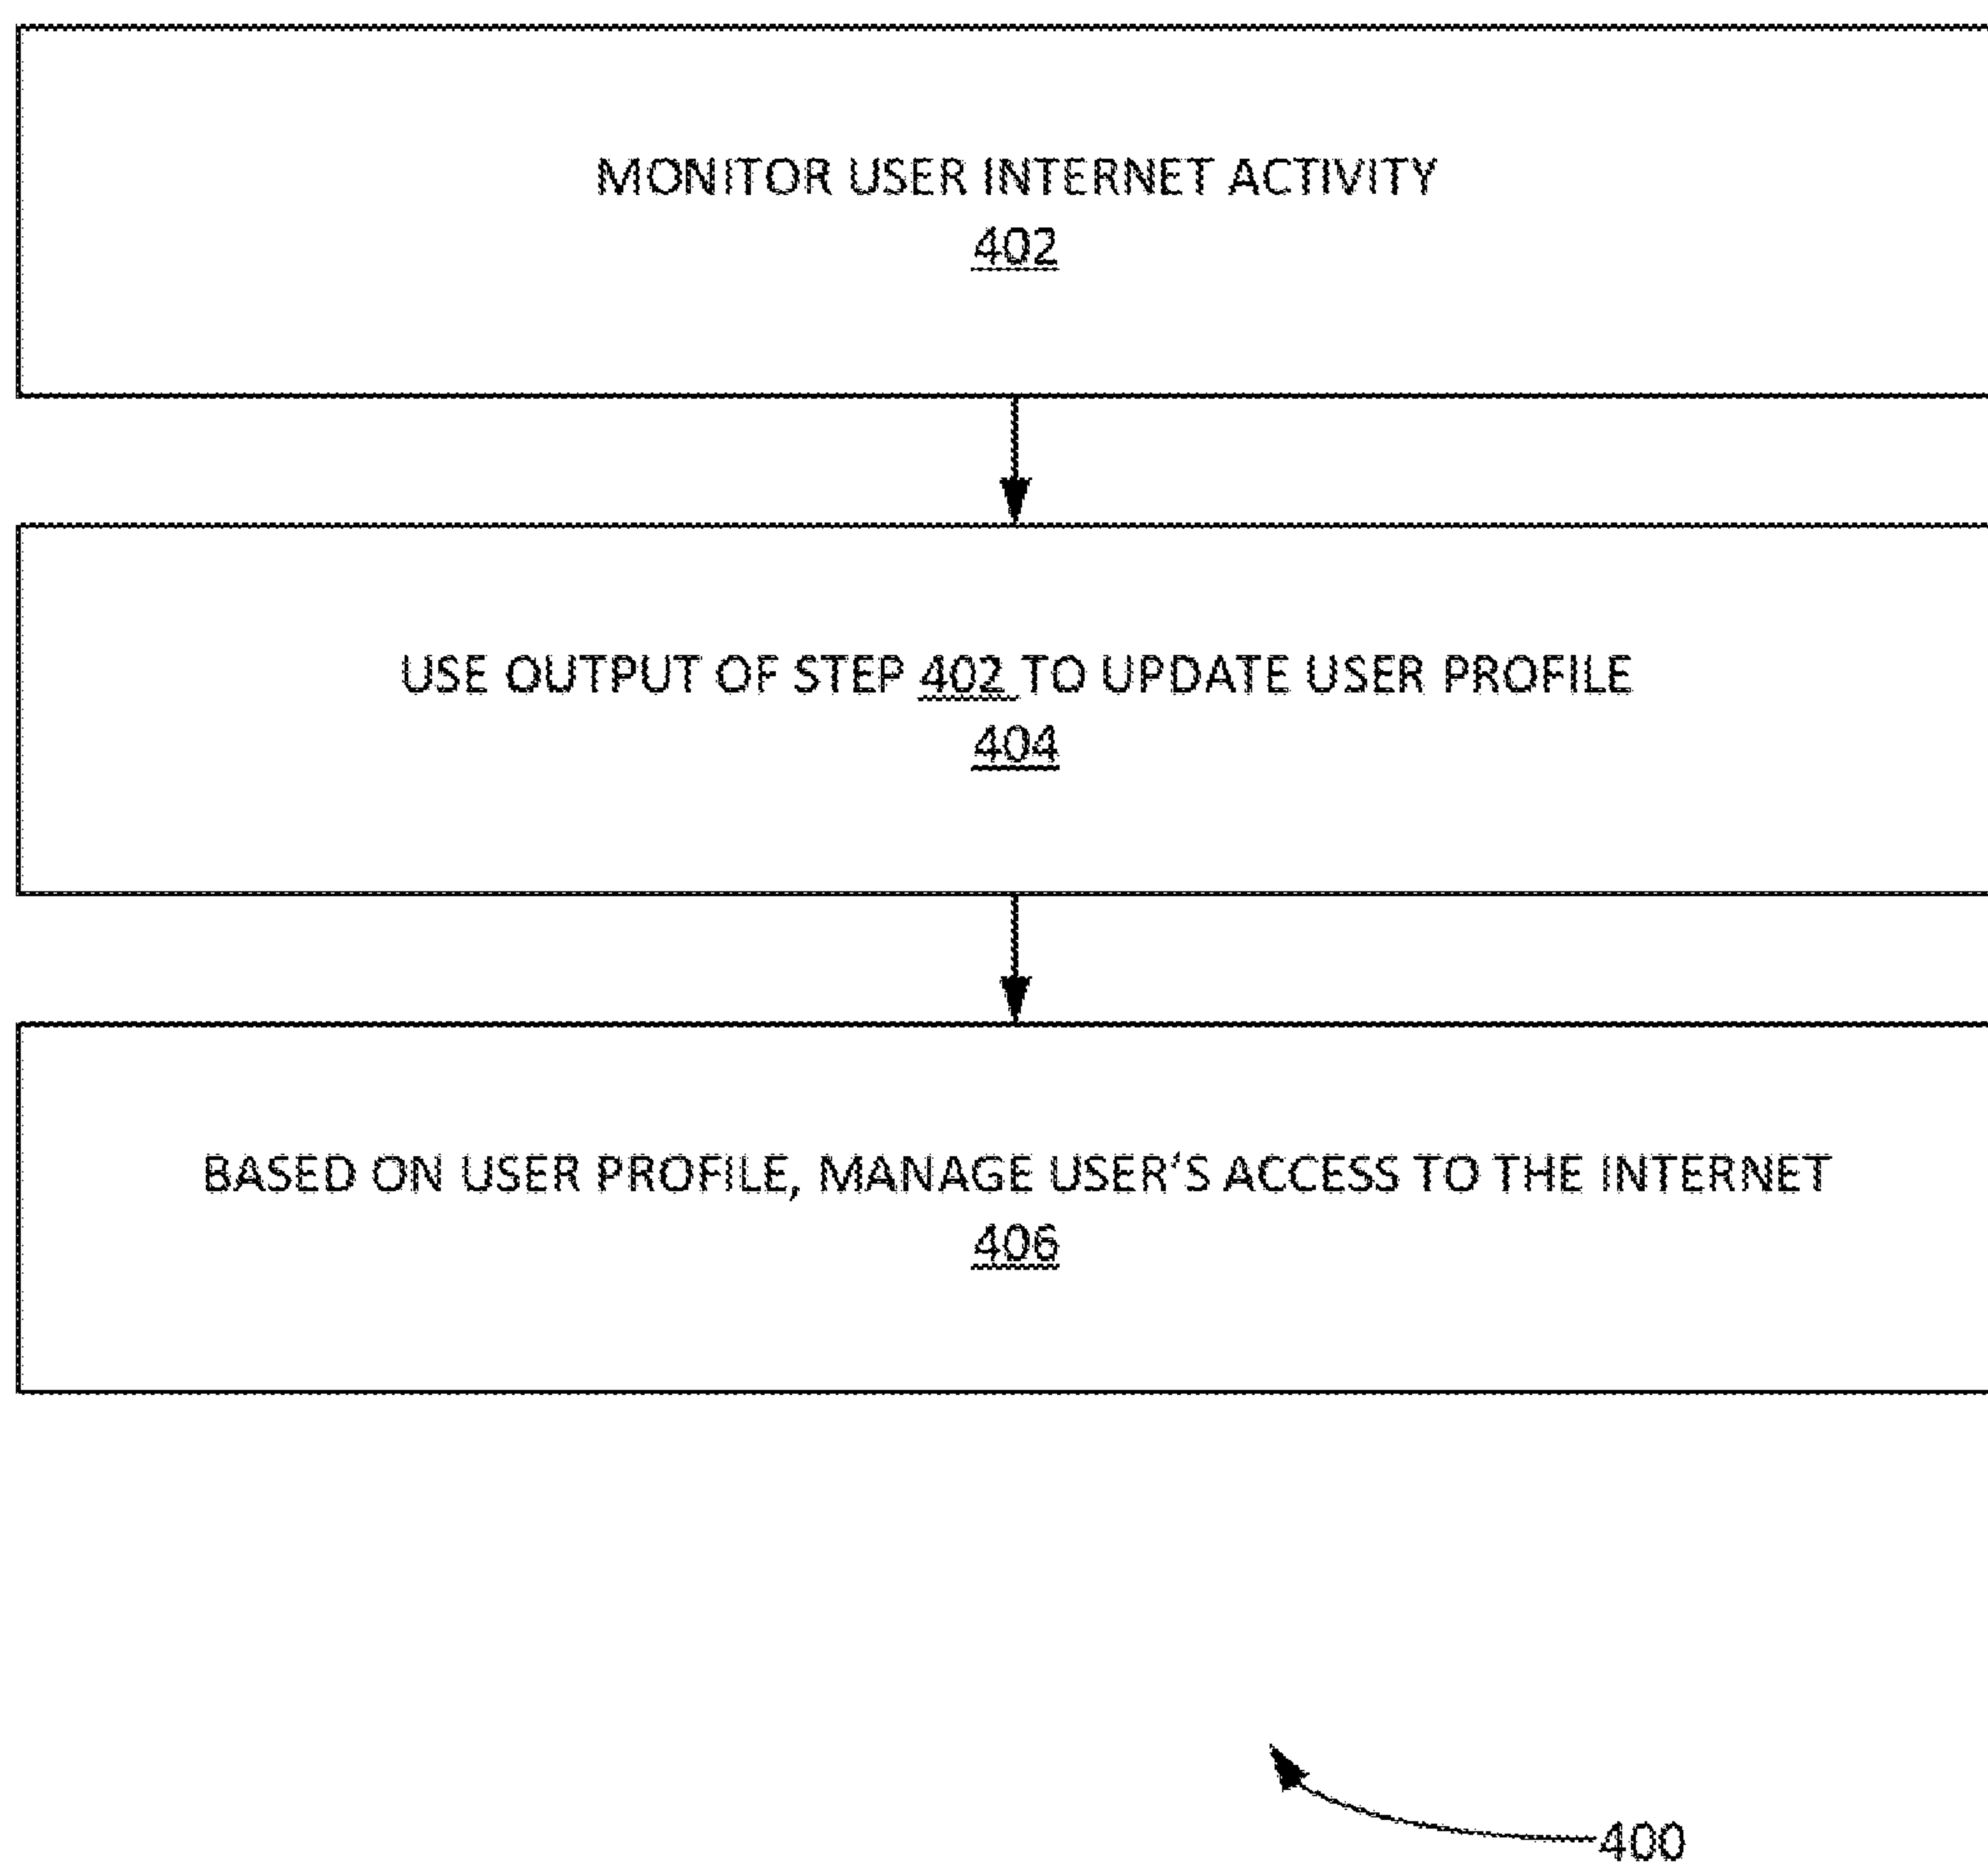 MONITOR USER INTERNET ACTIVITY
402
USE OUTPUT OF STEP 402 TO UPDATE USER PROFILE
404
BASED ON USER PROFILE, MANAGE USER'S ACCESS TO THE INTERNET
406
400